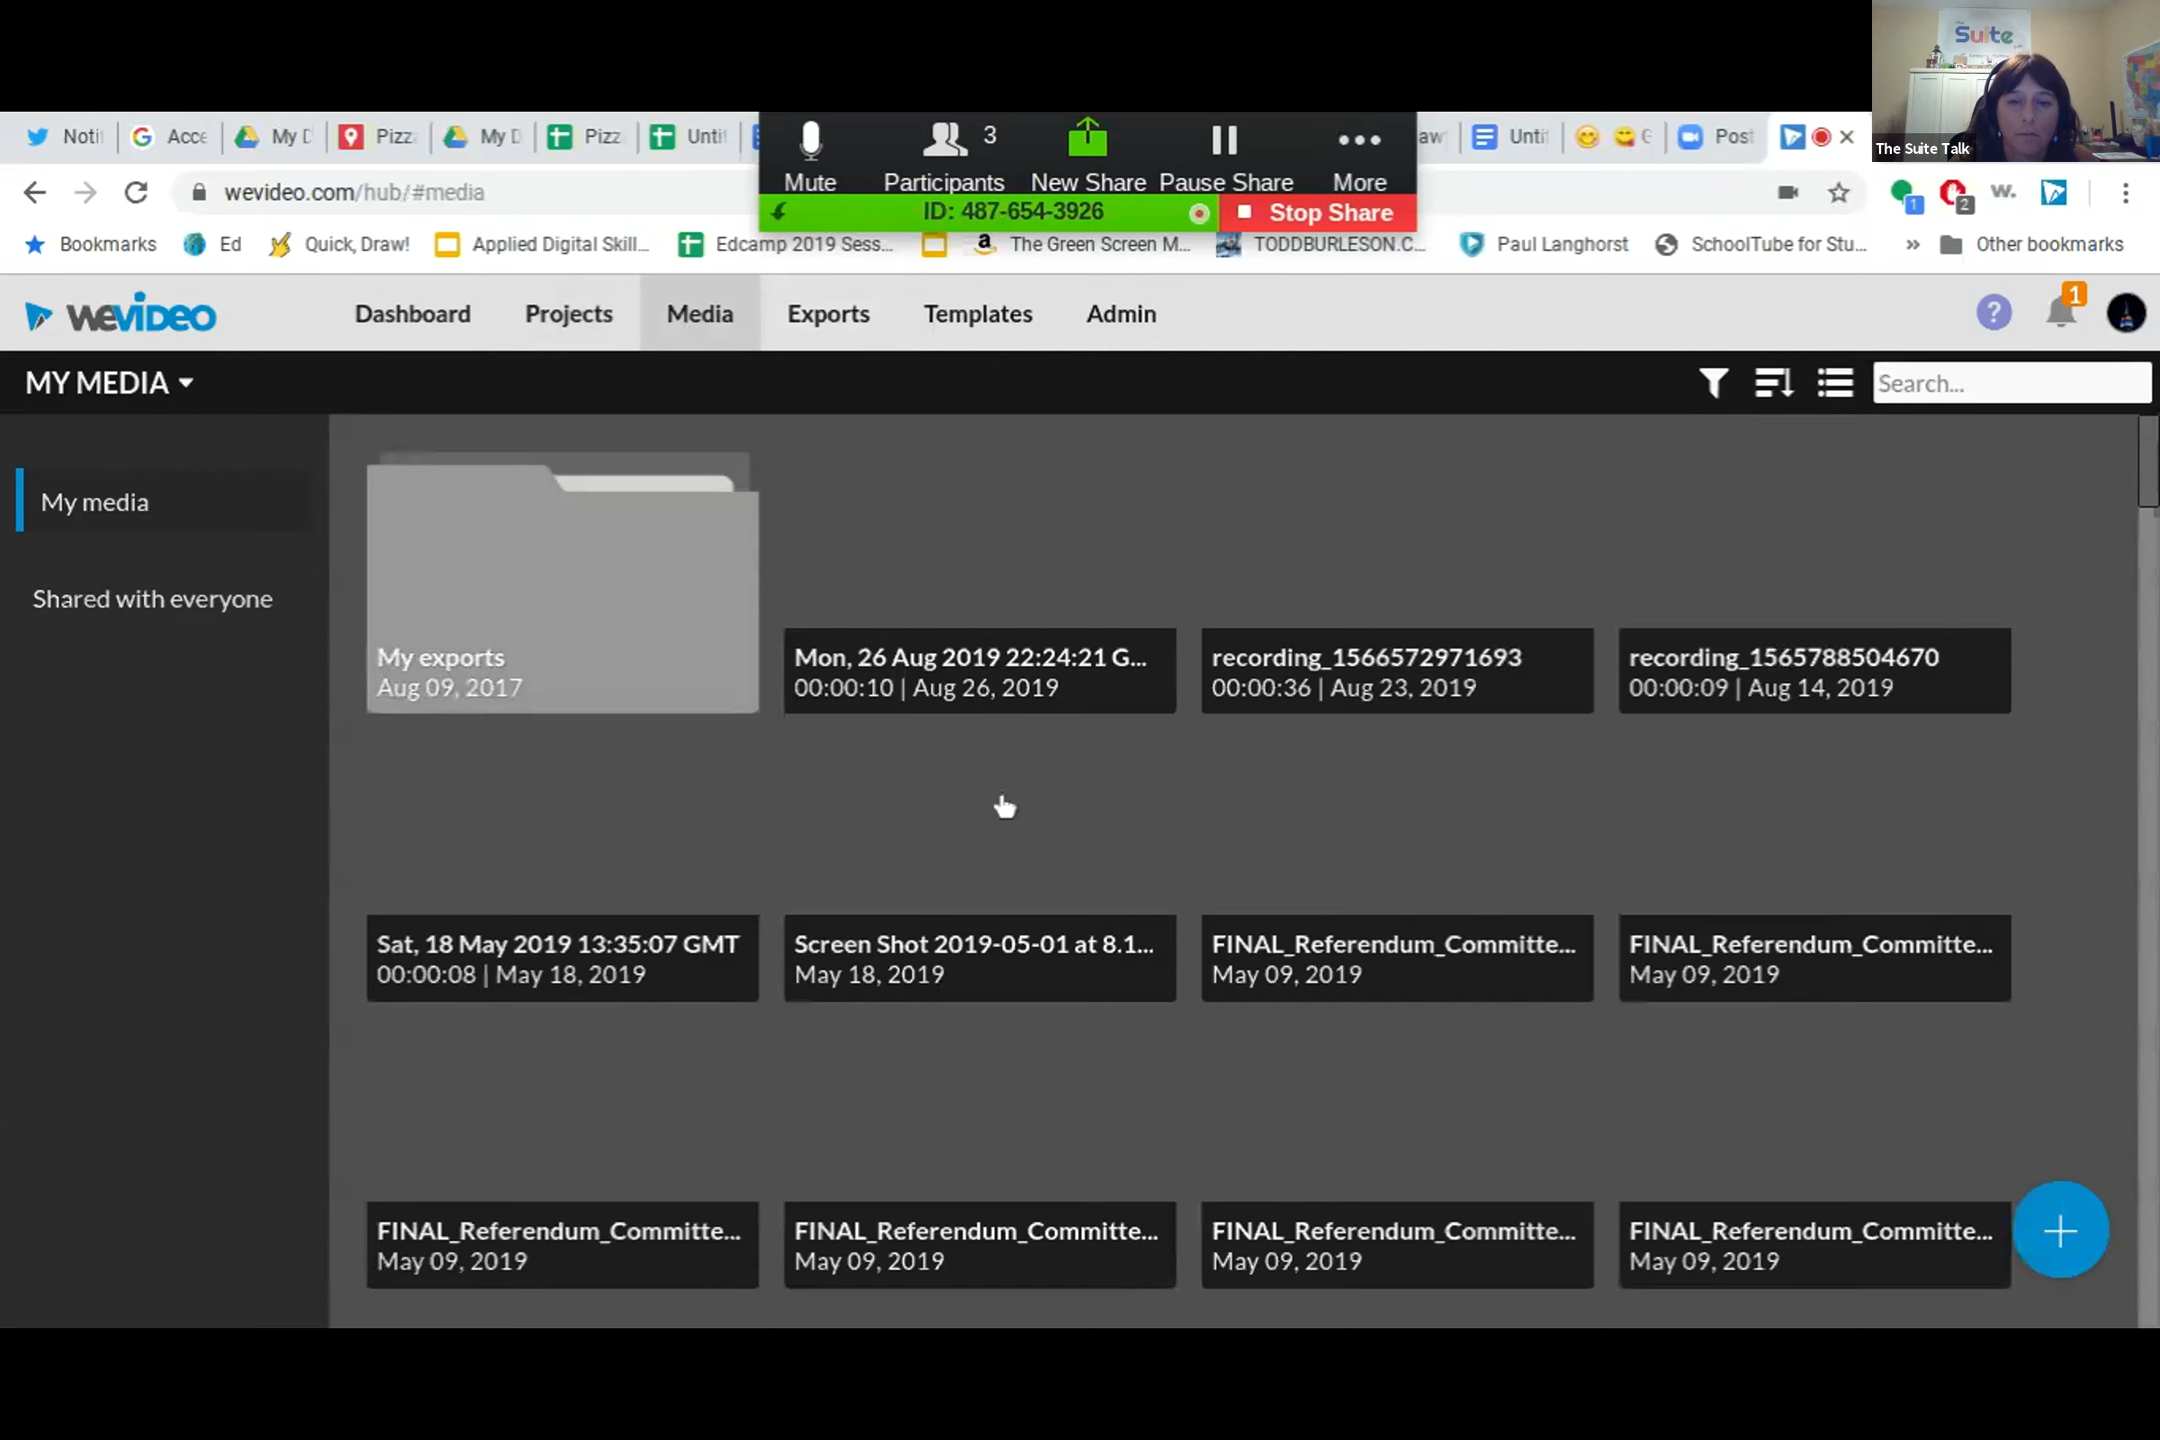 Suite
The Suite Talk
Noti
Acce
My D
Pizz
My D
Pizz
Unti
aw
Unti
G
Post
Mute
Participants
3
New Share
Pause Share
More
ID: 487-654-3926
Stop Share
wevideo.com/hub/#media
1
2
w.
Bookmarks
Ed
Quick, Draw!
Applied Digital Skill...
Edcamp 2019 Sess...
The Green Screen M...
TODDBURLESON.C...
Paul Langhorst
SchoolTube for Stu...
»
Other bookmarks
WEVIDEO
Dashboard
Projects
Media
Exports
Templates
Admin
?
1
MY MEDIA
Search...
My media
Shared with everyone
My exports
Aug 09, 2017
Mon, 26 Aug 2019 22:24:21 G...
00:00:10 | Aug 26, 2019
recording_1566572971693
00:00:36 | Aug 23, 2019
recording_1565788504670
00:00:09 | Aug 14, 2019
Sat, 18 May 2019 13:35:07 GMT
00:00:08 | May 18, 2019
Screen Shot 2019-05-01 at 8.1...
May 18, 2019
FINAL_Referendum_Committe...
May 09, 2019
FINAL_Referendum_Committe...
May 09, 2019
FINAL_Referendum_Committe...
May 09, 2019
FINAL_Referendum_Committe...
May 09, 2019
FINAL_Referendum_Committe...
May 09, 2019
FINAL_Referendum_Committe...
May 09, 2019